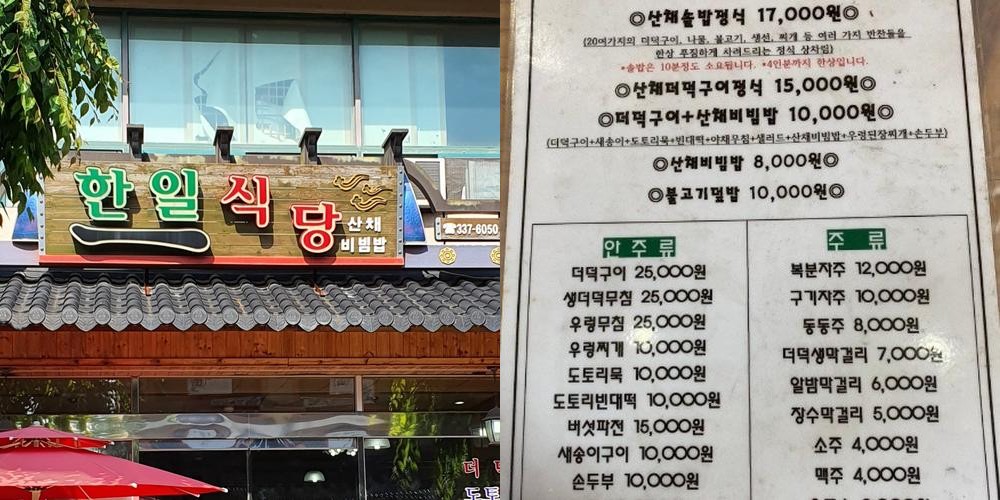 한일식당
산채
비빔밥
☎337-6050
더덕
도토
◎산채솔밥정식 17,000원◎
(20여가지의 더덕구이, 나물, 불고기, 생선, 찌개 등 여러 가지 반찬들을
한상 푸짐하게 차려드리는 정식 상차림)
*솔밥은 10분정도 소요됩니다. *4인분까지 한상입니다.
◎산채더덕구이정식 15,000원◎
◎더덕구이+산채비빔밥 10,000원◎
(더덕구이+새송이+도토리묵+빈대떡+야채무침+샐러드+산채비빔밥+우렁된장찌개+손두부)
◎산채비빔밥 8,000원◎
◎불고기덮밥 10,000원◎
안주류
더덕구이 25,000원
생더덕무침 25,000원
우렁무침 25,000원
우렁찌개 10,000원
도토리묵 10,000원
도토리빈대떡 10,000원
버섯파전 15,000원
새송이구이 10,000원
손두부 10,000원
주류
복분자주 12,000원
구기자주 10,000원
동동주 8,000원
더덕생막걸리 7,000원
알밤막걸리 6,000원
장수막걸리 5,000원
소주 4,000원
맥주 4,000원